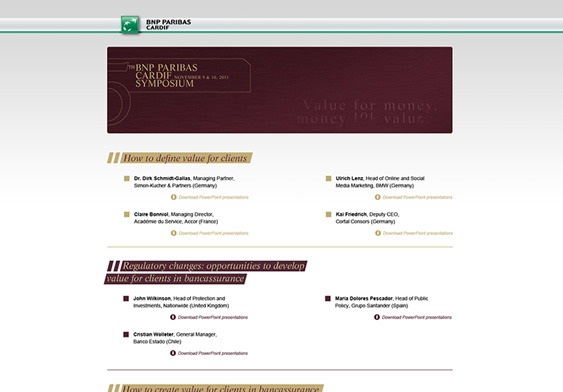 BNP PARIBAS
CARDIF
5TH BNP PARIBAS
CARDIF NOVEMBER 9 & 10, 2011
SYMPOSIUM
Value for money,
money for value.
How to define value for clients
Dr. Dirk Schmidt-Gallas, Managing Partner,
Simon-Kucher & Partners (Germany)
Download PowerPoint presentations
Ulrich Lenz, Head of Online and Social
Media Marketing, BMW (Germany)
Download PowerPoint presentations
Claire Bonniol, Managing Director,
Académie du Service, Accor (France)
Download PowerPoint presentations
Kai Friedrich, Deputy CEO,
Cortal Consors (Germany)
Download PowerPoint presentations
Regulatory changes: opportunities to develop
value for clients in bancassurance
John Wilkinson, Head of Protection and
Investments, Nationwide (United Kingdom)
Download PowerPoint presentations
Maria Dolores Pescador, Head of Public
Policy, Grupo Santander (Spain)
Download PowerPoint presentations
Cristian Wolleter, General Manager,
Banco Estado (Chile)
Download PowerPoint presentations
How to create value for clients in bancassurance